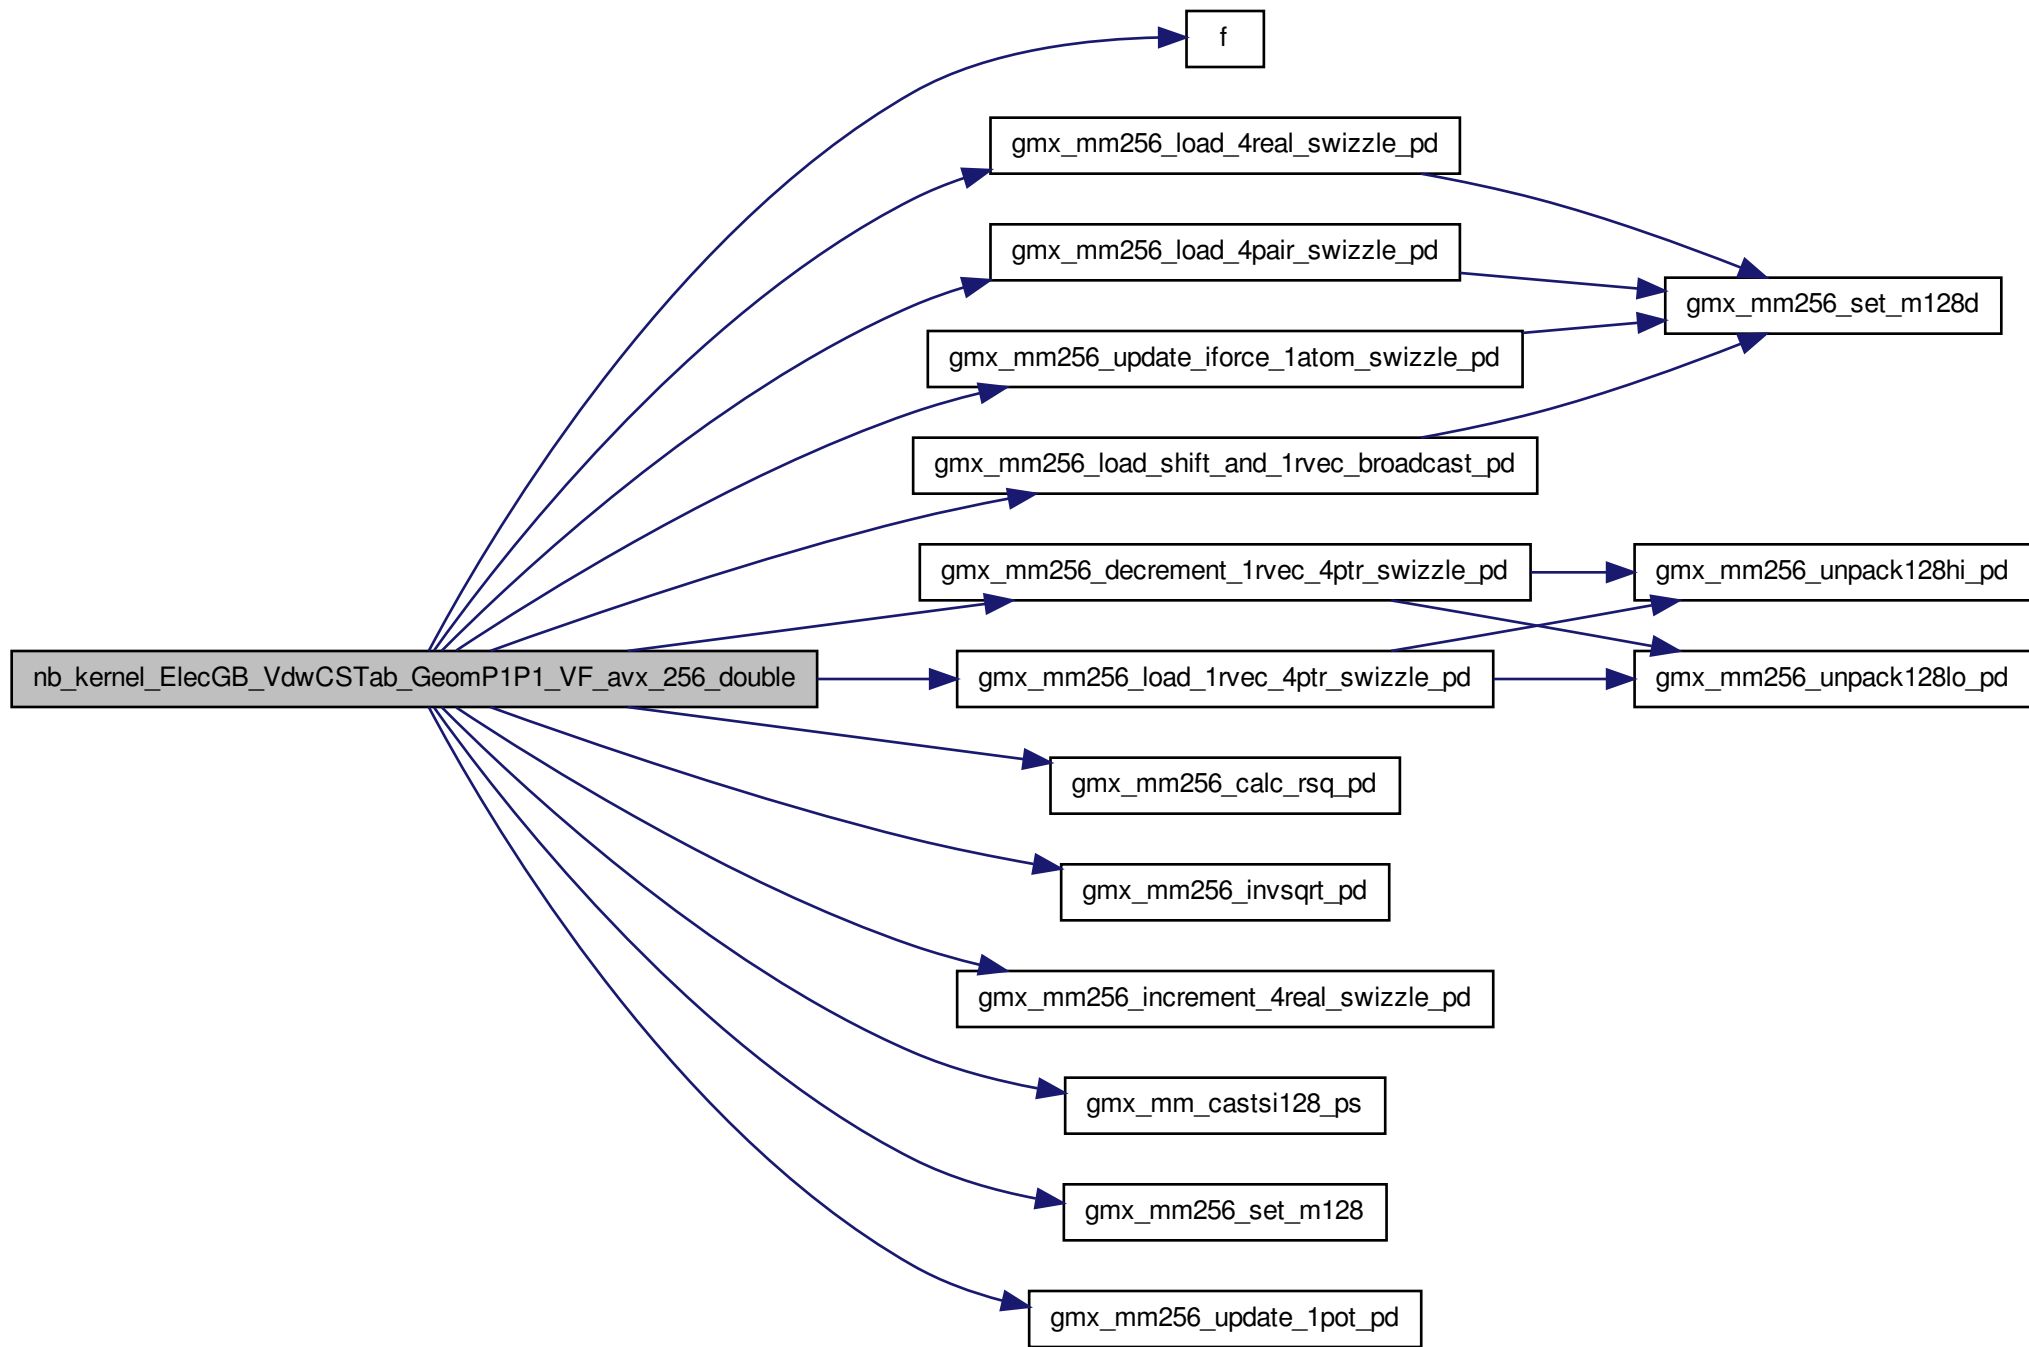 f
gmx_mm256_load_4real_swizzle_pd
gmx_mm256_load_4pair_swizzle_pd
gmx_mm256_set_m128d
gmx_mm256_update_iforce_1atom_swizzle_pd
gmx_mm256_load_shift_and_1rvec_broadcast_pd
gmx_mm256_decrement_1rvec_4ptr_swizzle_pd
gmx_mm256_unpack128hi_pd
nb_kernel_ElecGB_VdwCSTab_GeomP1P1_VF_avx_256_double
gmx_mm256_load_1rvec_4ptr_swizzle_pd
gmx_mm256_unpack128lo_pd
gmx_mm256_calc_rsq_pd
gmx_mm256_invsqrt_pd
gmx_mm256_increment_4real_swizzle_pd
gmx_mm_castsi128_ps
gmx_mm256_set_m128
gmx_mm256_update_1pot_pd